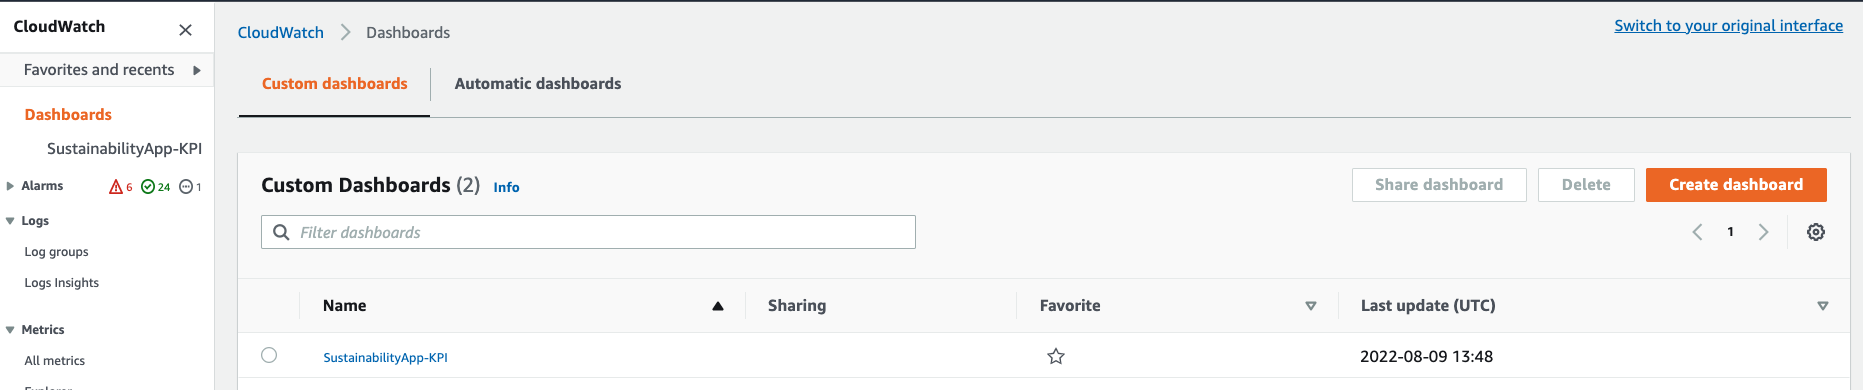 CloudWatch
Favorites and recents
Dashboards
SustainabilityApp-KPI
Alarms 6 24 1
Logs
Log groups
Logs Insights
Metrics
All metrics
Explorer
CloudWatch Dashboards
Switch to your original interface
Custom dashboards Automatic dashboards
Custom Dashboards (2) Info
Share dashboard Delete Create dashboard
Filter dashboards
1
Name Sharing Favorite Last update (UTC)
SustainabilityApp-KPI 2022-08-09 13:48